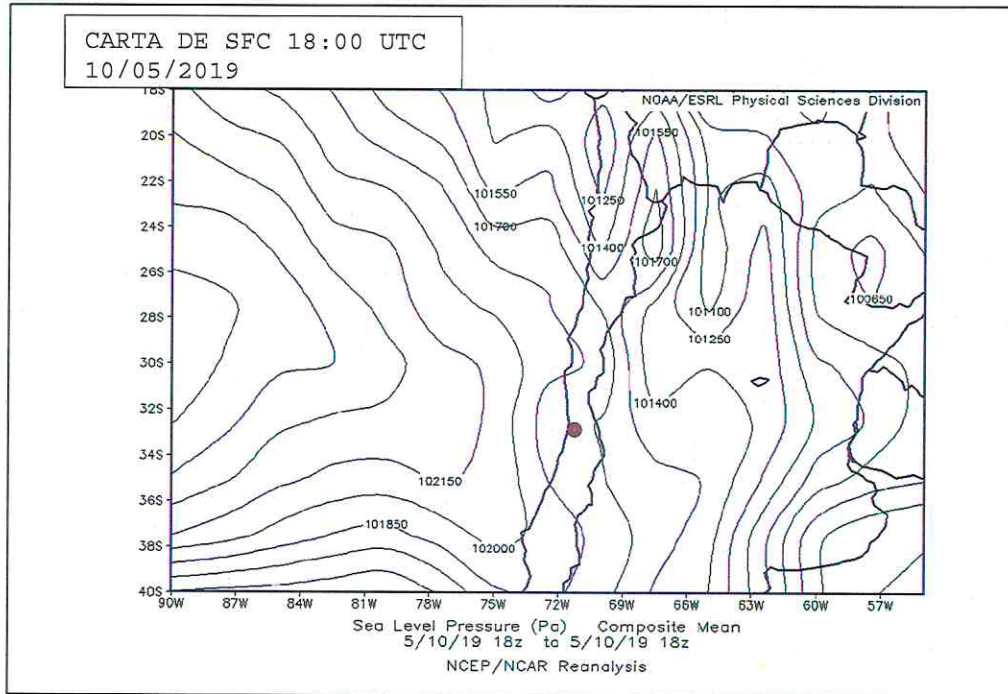 CARTA DE SFC 18:00 UTC
10/05/2019
NOAA/ESRL Physical Sciences Division
18S
20S
22S
24S
26S
28S
30S
32S
34S
36S
38S
40S
101550
101550
101250
101700
101400
101700
100650
101100
101250
101400
102150
101850
102000
90W 87W 84W 81W 78W 75W 72W 69W 66W 63W 60W 57W
Sea Level Pressure (Pa) Composite Mean
5/10/19 18z to 5/10/19 18z
NCEP/NCAR Reanalysis